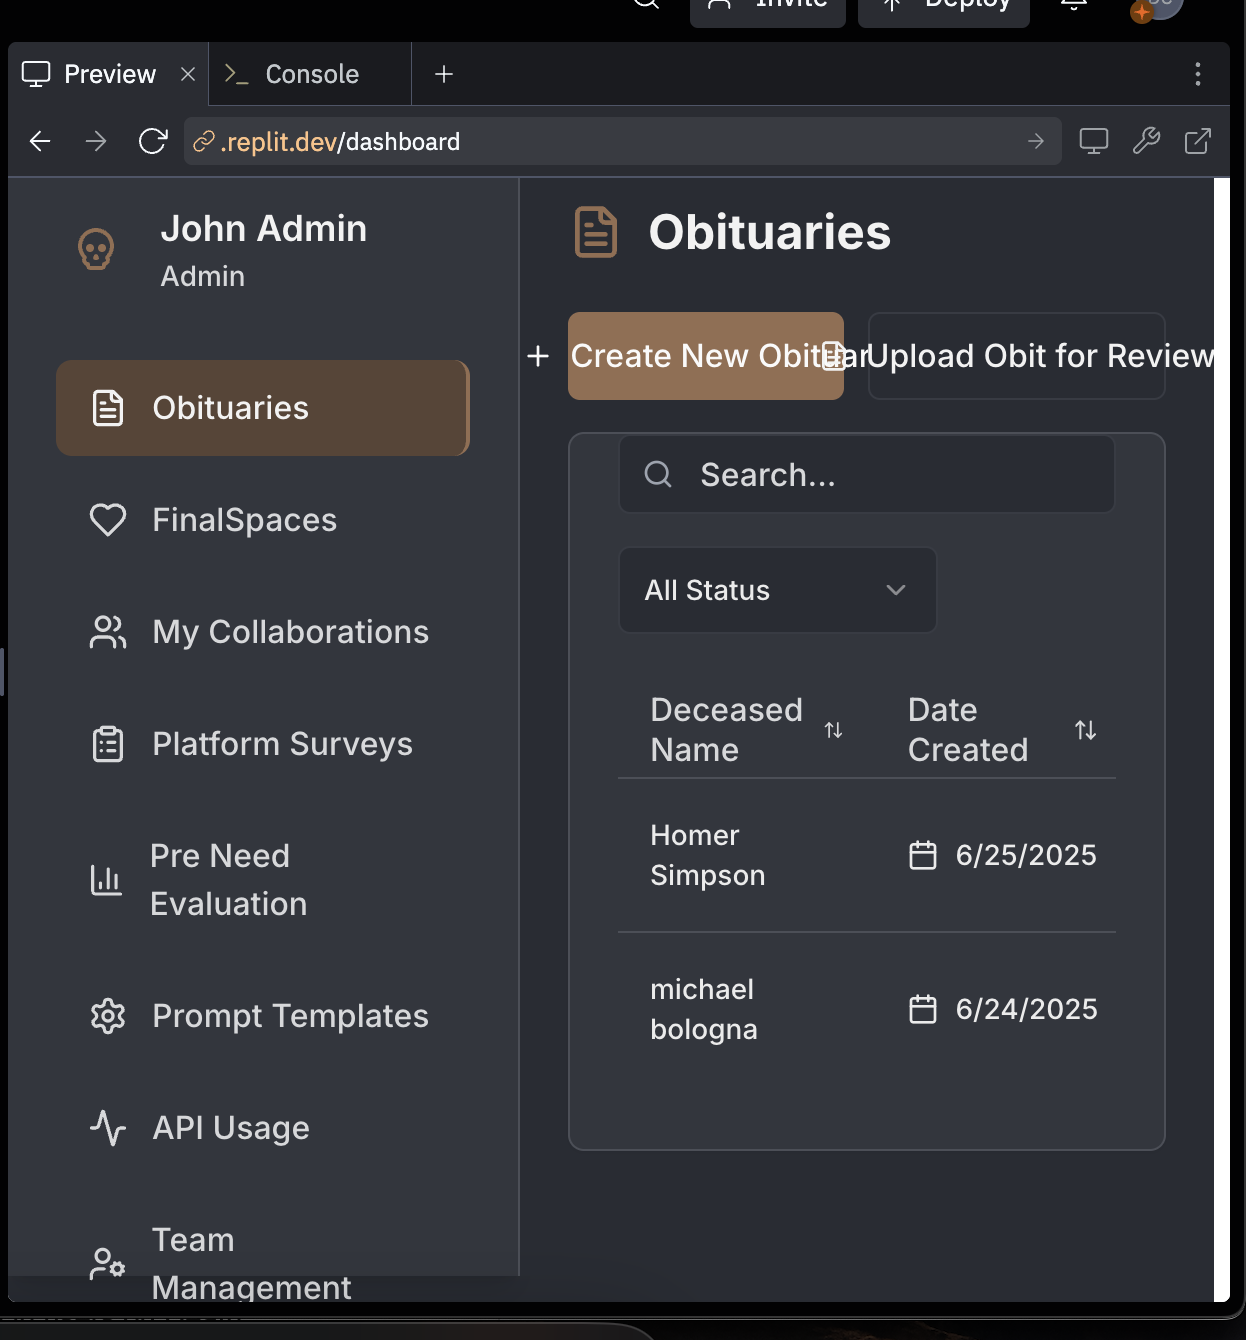 Invite
Deploy
Preview
Console
.replit.dev/dashboard
John Admin
Admin
Obituaries
FinalSpaces
My Collaborations
Platform Surveys
Pre Need
Evaluation
Prompt Templates
API Usage
Team
Management
Obituaries
Create New Obituar
Upload Obit for Review
Search...
All Status
Deceased
Name
Date
Created
Homer
Simpson
6/25/2025
michael
bologna
6/24/2025